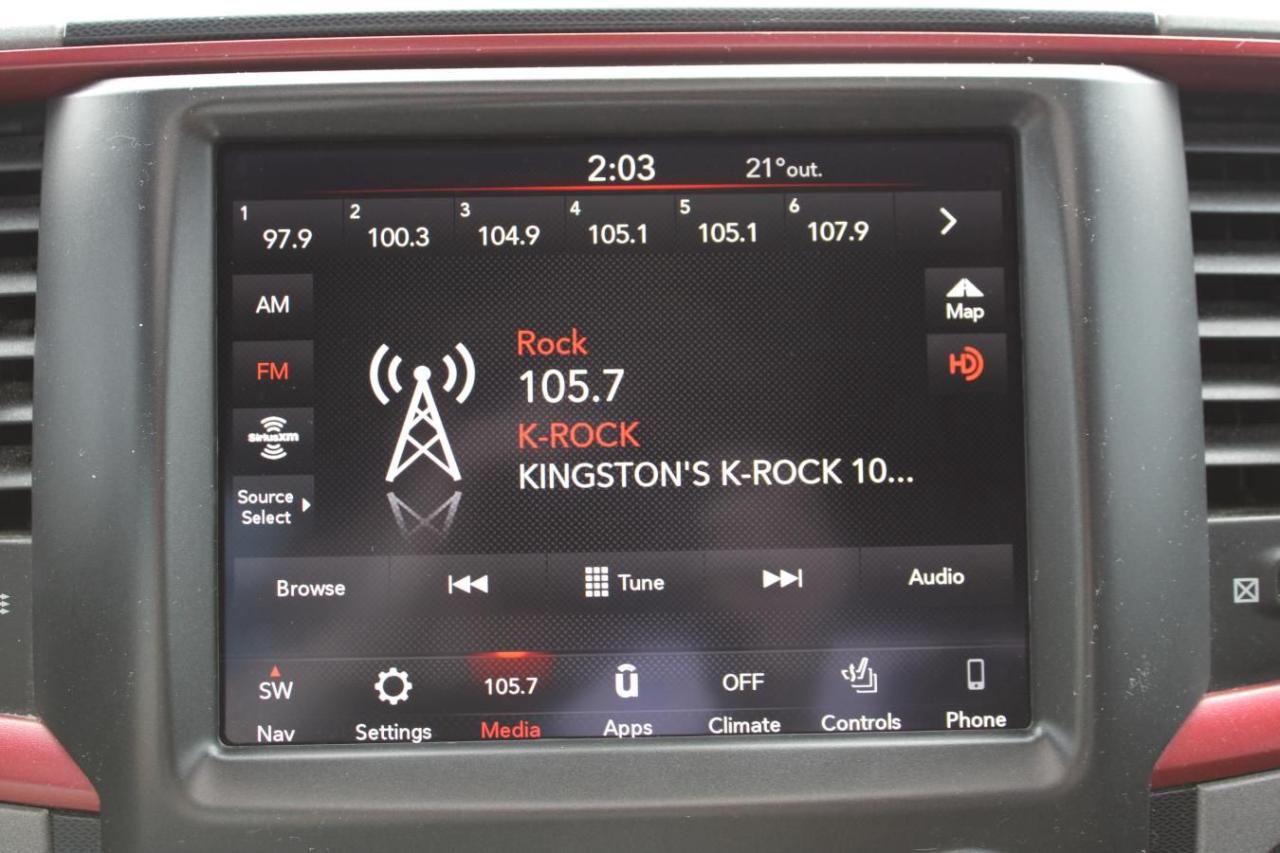 2:03 21°out.
1 97.9 2 100.3 3 104.9 4 105.1 5 105.1 6 107.9
AM
Map
Rock
FM
105.7
HD
K-ROCK
SiriusXM
KINGSTON'S K-ROCK 10...
Source
Select
Browse Tune Audio
SW 105.7 û OFF
Nav Settings Media Apps Climate Controls Phone